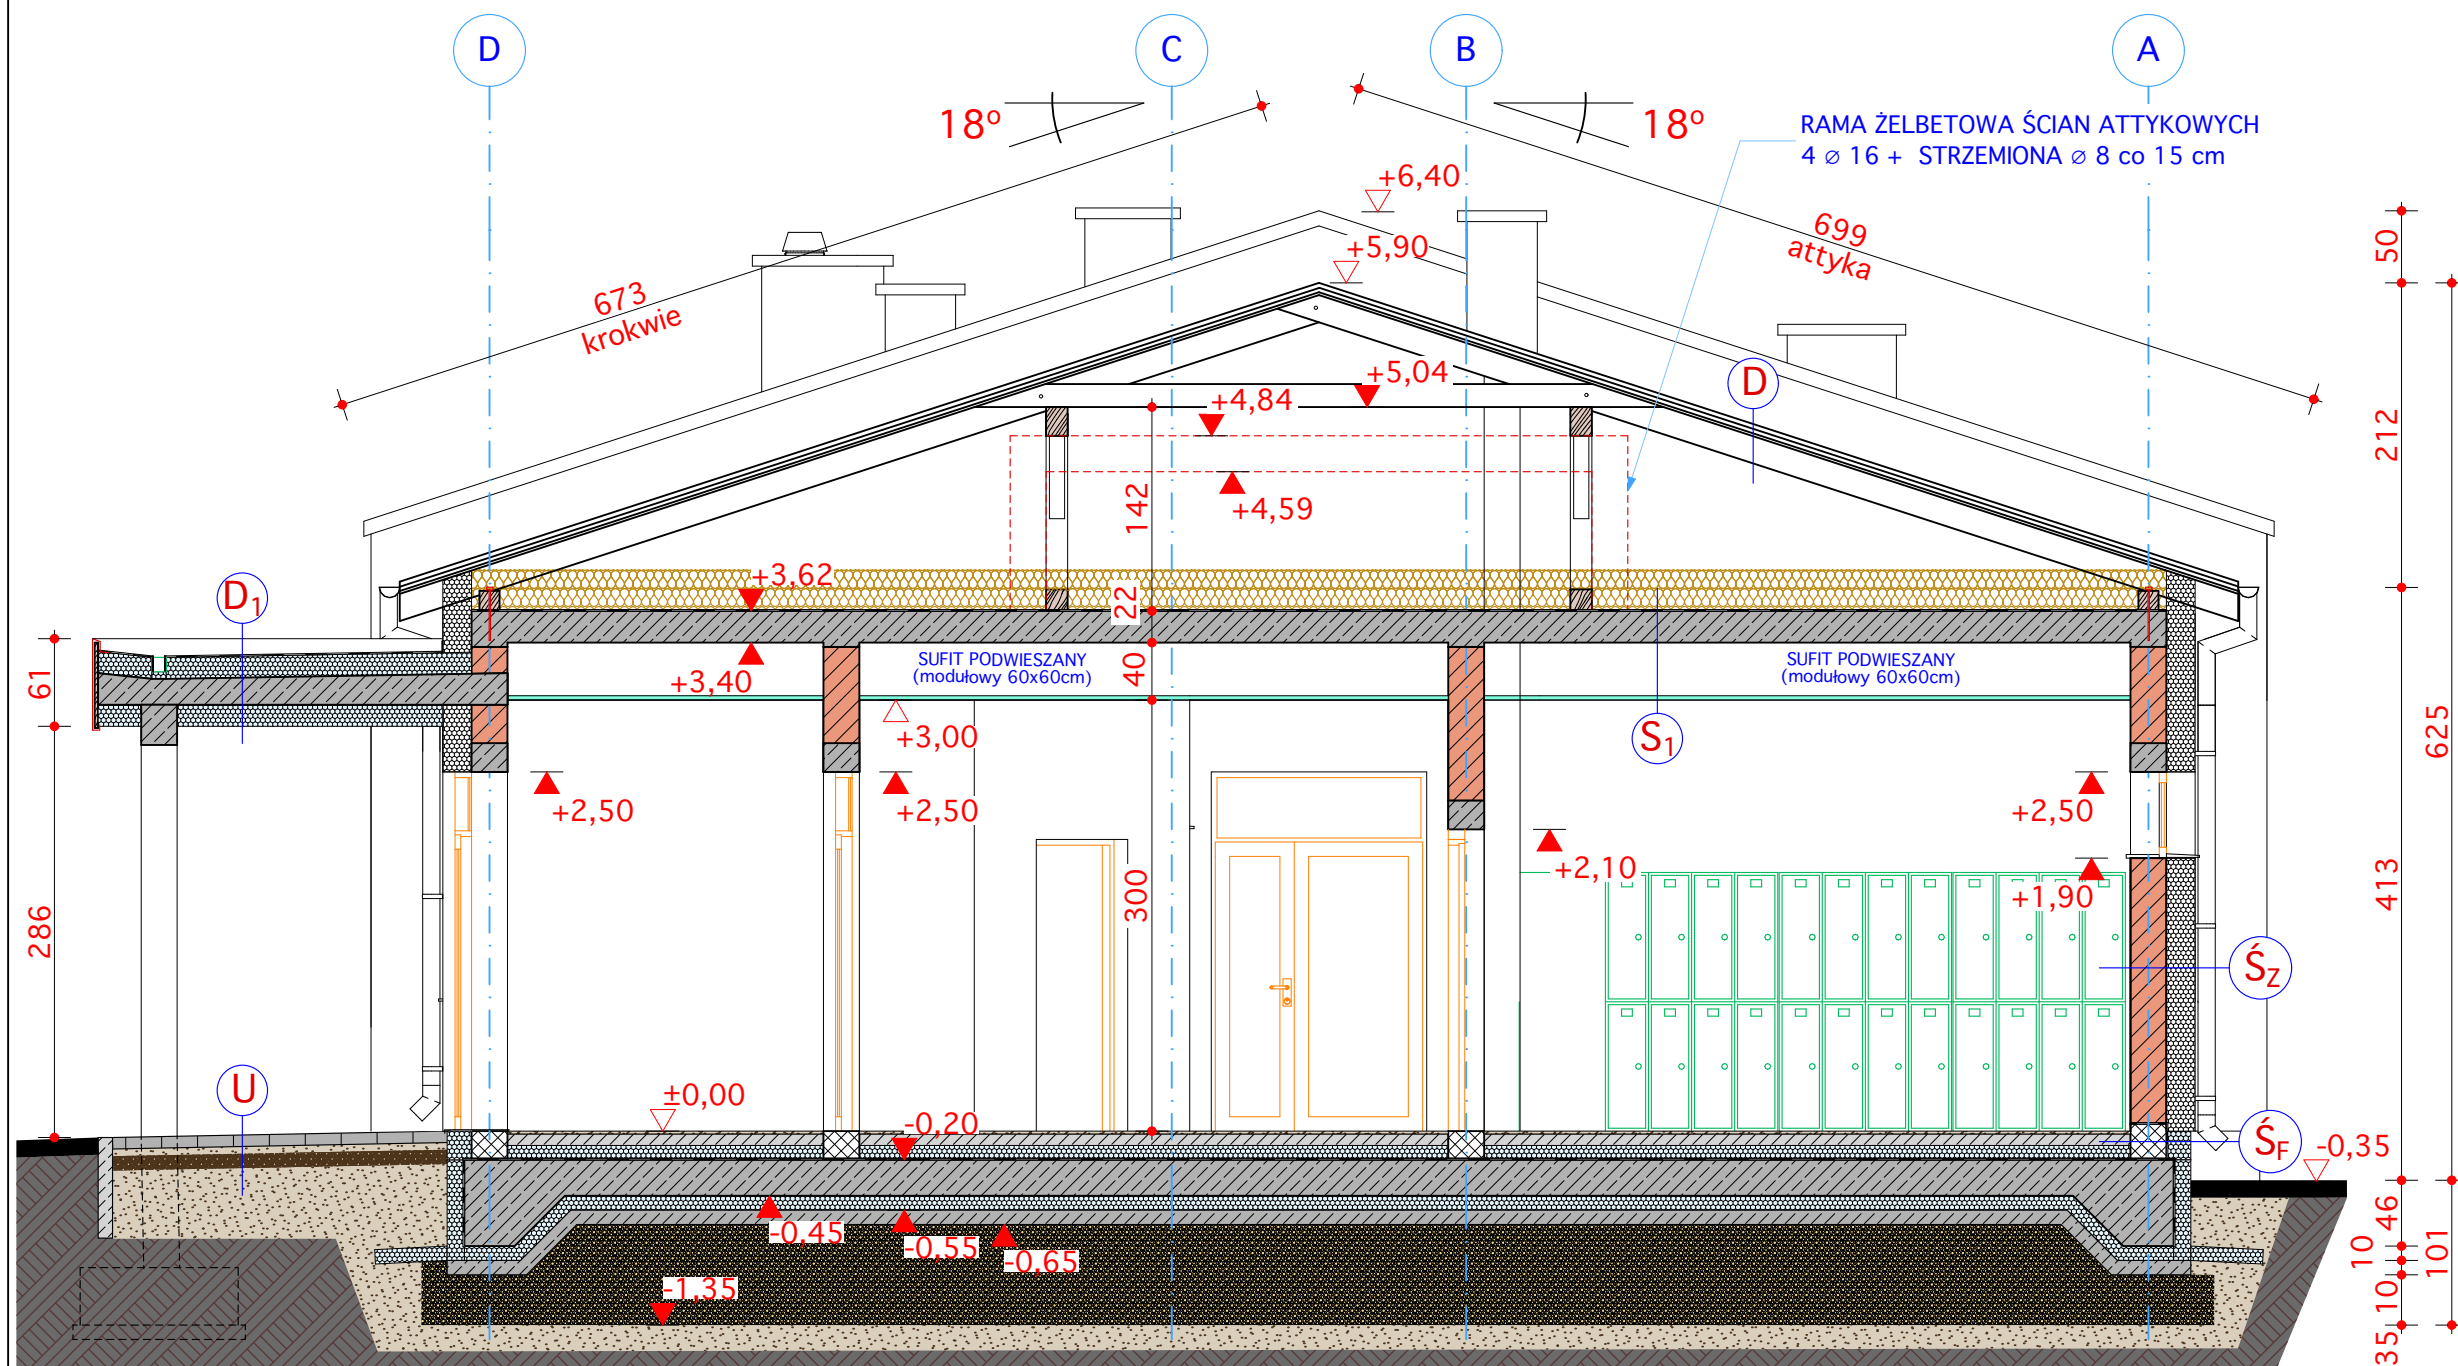 D
C
B
A
18º
18º
RAMA ŻELBETOWA ŚCIAN ATTYKOWYCH
4 ⌀ 16 + STRZEMIONA ⌀ 8 co 15 cm
+6,40
699
attyka
50
+5,90
673
krokwie
+5,04
D
+4,84
212
142
+4,59
+3,62
D₁
22
SUFIT PODWIESZANY
(modułowy 60x60cm)
40
SUFIT PODWIESZANY
(modułowy 60x60cm)
61
+3,40
+3,00
S₁
625
+2,50
+2,50
+2,50
+2,10
+1,90
413
300
286
Ś_Z
U
±0,00
-0,20
Ś_F
-0,35
-0,45
-0,55
-0,65
46
10
101
-1,35
10
35